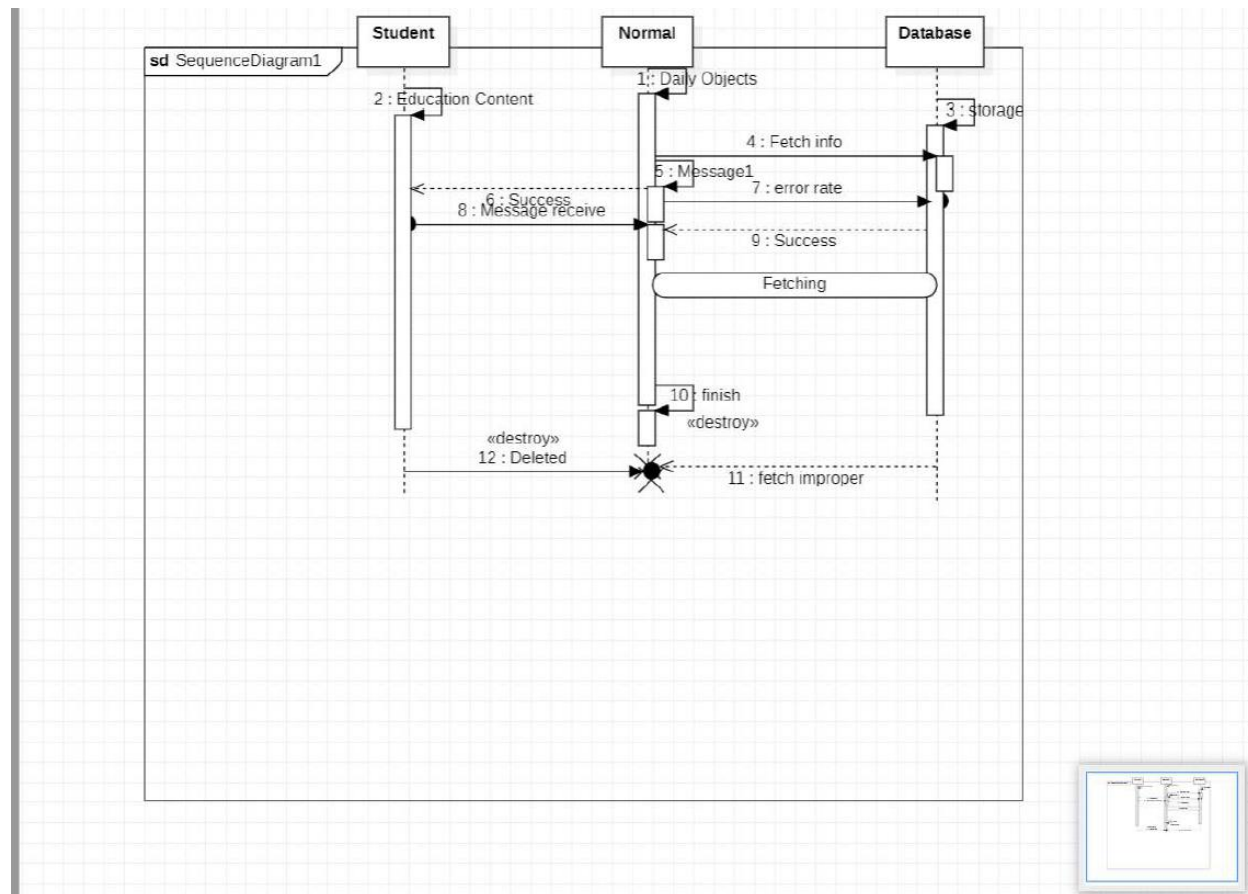 Student
Normal
Database
sd SequenceDiagram1
1 : Daily Objects
2 : Education Content
3 : storage
4 : Fetch info
5 : Message1
6 : Success
7 : error rate
8 : Message receive
9 : Success
Fetching
10 : finish
«destroy»
«destroy»
12 : Deleted
11 : fetch improper